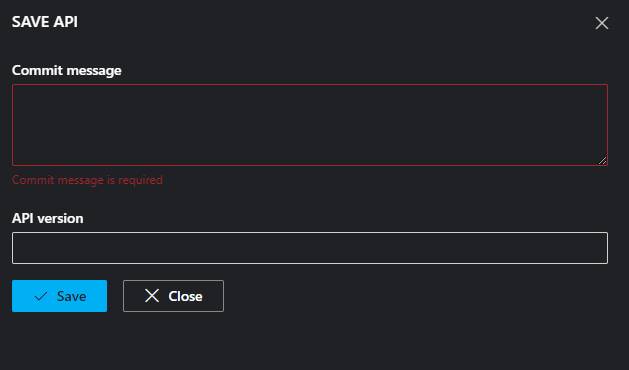 SAVE API
Commit message
Commit message is required
API version
Save
Close